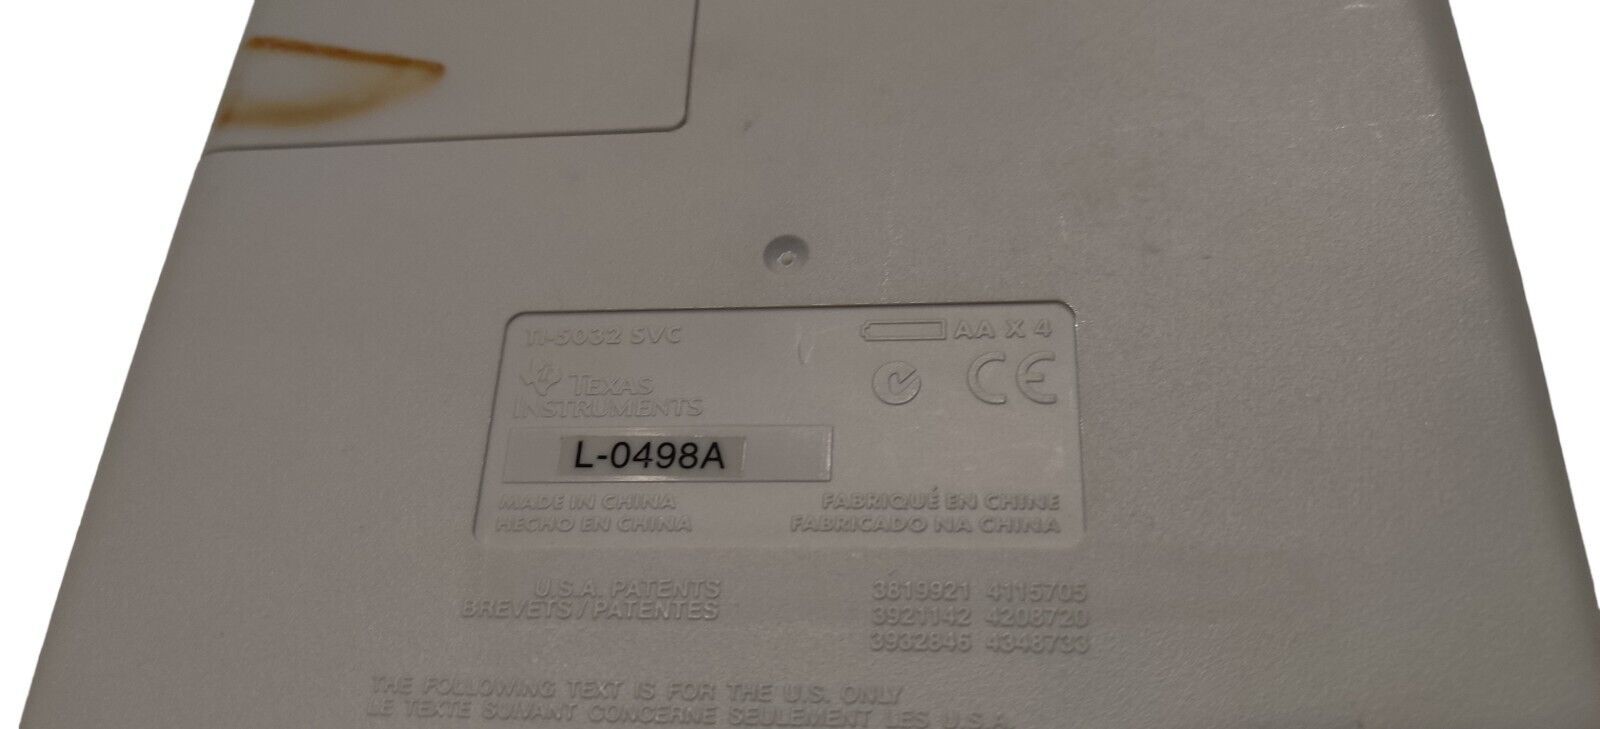 TI-5032 SVC
AA X 4
TEXAS
INSTRUMENTS
CE
L-0498A
MADE IN CHINA
HECHO EN CHINA
FABRIQUÉ EN CHINE
FABRICADO NA CHINA
U.S.A. PATENTS
BREVETS/PATENTES
3819921 4115705
3921142 4208720
3932846 4348733
THE FOLLOWING TEXT IS FOR THE U.S. ONLY
LE TEXTE SUIVANT CONCERNE SEULEMENT LES U.S.A.